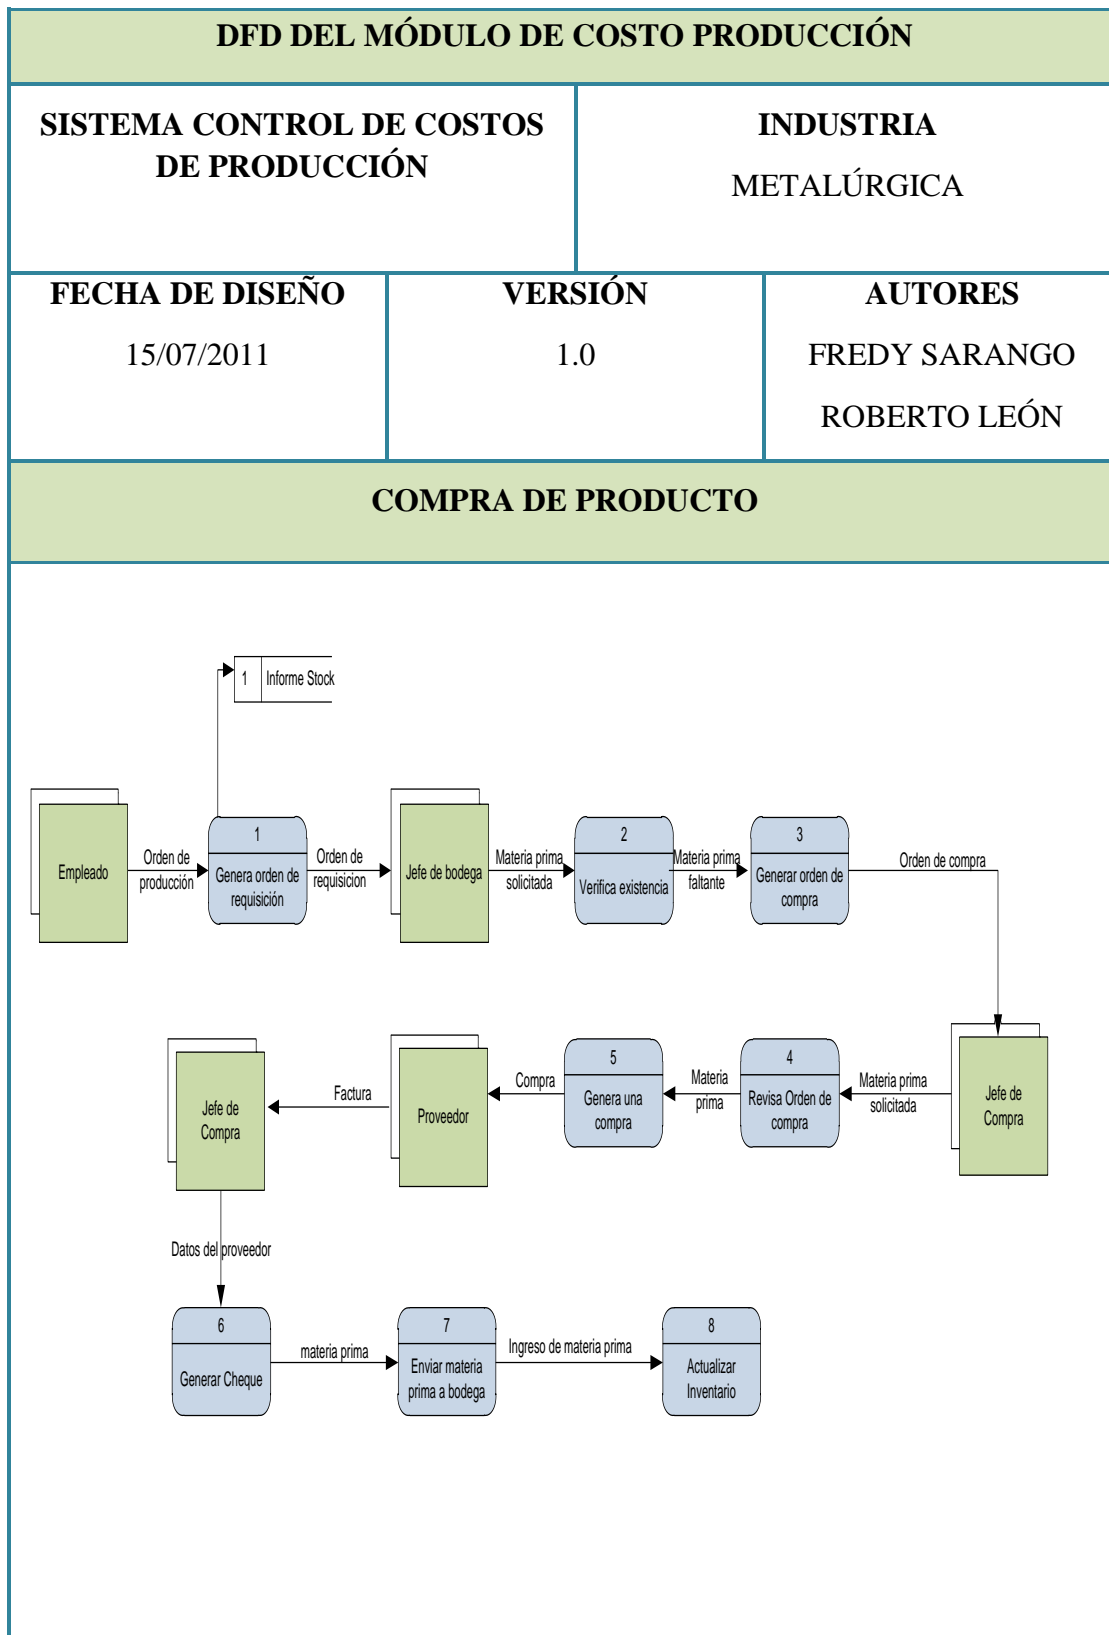 DFD DEL MÓDULO DE COSTO PRODUCCIÓN
SISTEMA CONTROL DE COSTOS
DE PRODUCCIÓN
INDUSTRIA
METALÚRGICA
FECHA DE DISEÑO
15/07/2011
VERSIÓN
1.0
AUTORES
FREDY SARANGO
ROBERTO LEÓN
COMPRA DE PRODUCTO
1 Informe Stock
Empleado
Orden de
producción
1
Genera orden de
requisición
Orden de
requisicion
Jefe de bodega
Materia prima
solicitada
2
Verifica existencia
Materia prima
faltante
3
Generar orden de
compra
Orden de compra
Jefe de
Compra
Materia prima
solicitada
4
Revisa Orden de
compra
Materia
prima
5
Genera una
compra
Compra
Proveedor
Factura
Jefe de
Compra
Datos del proveedor
6
Generar Cheque
materia prima
7
Enviar materia
prima a bodega
Ingreso de materia prima
8
Actualizar
Inventario